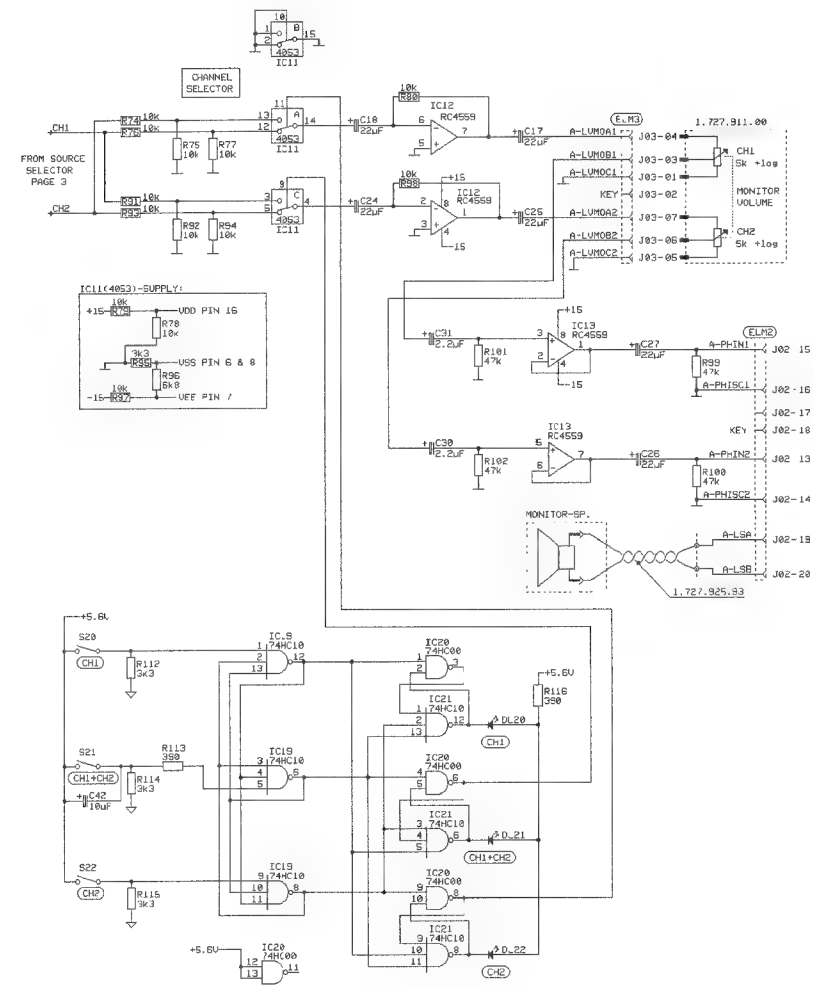 10
1
2
B
15
4053
IC11
CHANNEL
SELECTOR
11
13
12
A
14
4053
IC11
CH1
R74 10k
R76 10k
R75
10k
R77
10k
FROM SOURCE
SELECTOR
PAGE 3
CH2
R91 10k
R93 10k
R92
10k
R94
10k
9
3
5
C
4
4053
IC11
C18
22µF
10k
R80
IC12
RC4559
6
5
7
C17
22µF
C24
22µF
10k
R98
+15
IC12
RC4559
2
3
8
4
1
-15
C25
22µF
ELM3
A-LVMOA1 J03-04
A-LVMOB1 J03-03
A-LVMOC1 J03-01
KEY J03-02
A-LVMOA2 J03-07
A-LVMOB2 J03-06
A-LVMOC2 J03-05
1.727.911.00
CH1
5k +log
MONITOR
VOLUME
CH2
5k +log
IC11(4053)-SUPPLY:
+15 10k R79 VDD PIN 16
R78
10k
3k3
R95 VSS PIN 6 & 8
R96
6k8
10k
-15 R97 VEE PIN 7
C31
2.2µF
R101
47k
+15
IC13
RC4559
3
2
8
4
1
-15
C27
22µF
ELM2
A-PHIN1 J02 15
R99
47k
A-PHISC1 J02-16
J02-17
KEY J02-18
C30
2.2µF
R102
47k
IC13
RC4559
5
6
7
C26
22µF
A-PHIN2 J02 13
R100
47k
A-PHISC2 J02-14
MONITOR-SP.
A-LSA J02-19
A-LSB J02-20
1.727.925.93
+5.6V
S20
CH1
R112
3k3
IC19
74HC10
1
2
13
12
S21
CH1+CH2
R113
390
R114
3k3
C42
10µF
IC19
74HC10
3
4
5
6
S22
CH2
R115
3k3
IC19
74HC10
9
10
11
8
IC20
74HC00
1
2
3
+5.6V
R116
390
IC21
74HC10
1
2
13
12
DL20
CH1
IC20
74HC00
4
5
6
IC21
74HC10
3
4
5
6
DL21
CH1+CH2
IC20
74HC00
9
10
8
IC21
74HC10
9
10
11
8
DL22
CH2
+5.6V
IC20
74HC00
12
13
11